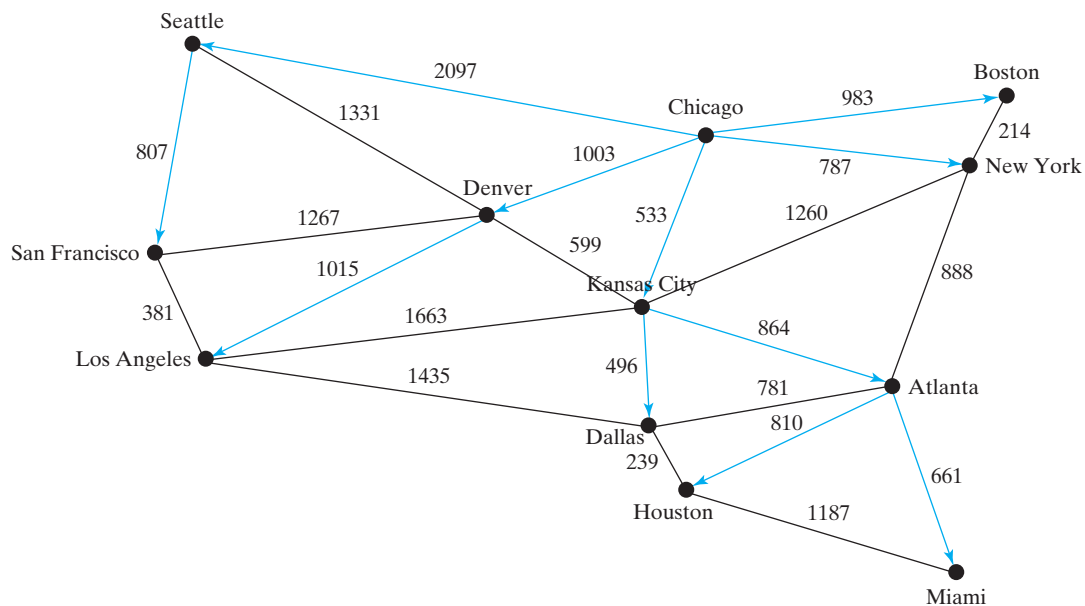 Seattle
2097
Boston
983
Chicago
1331
214
807
1003
787
New York
Denver
1267
533
1260
San Francisco
599
1015
888
Kansas City
381
1663
864
Los Angeles
496
1435
781
Atlanta
810
Dallas
239
661
Houston
1187
Miami